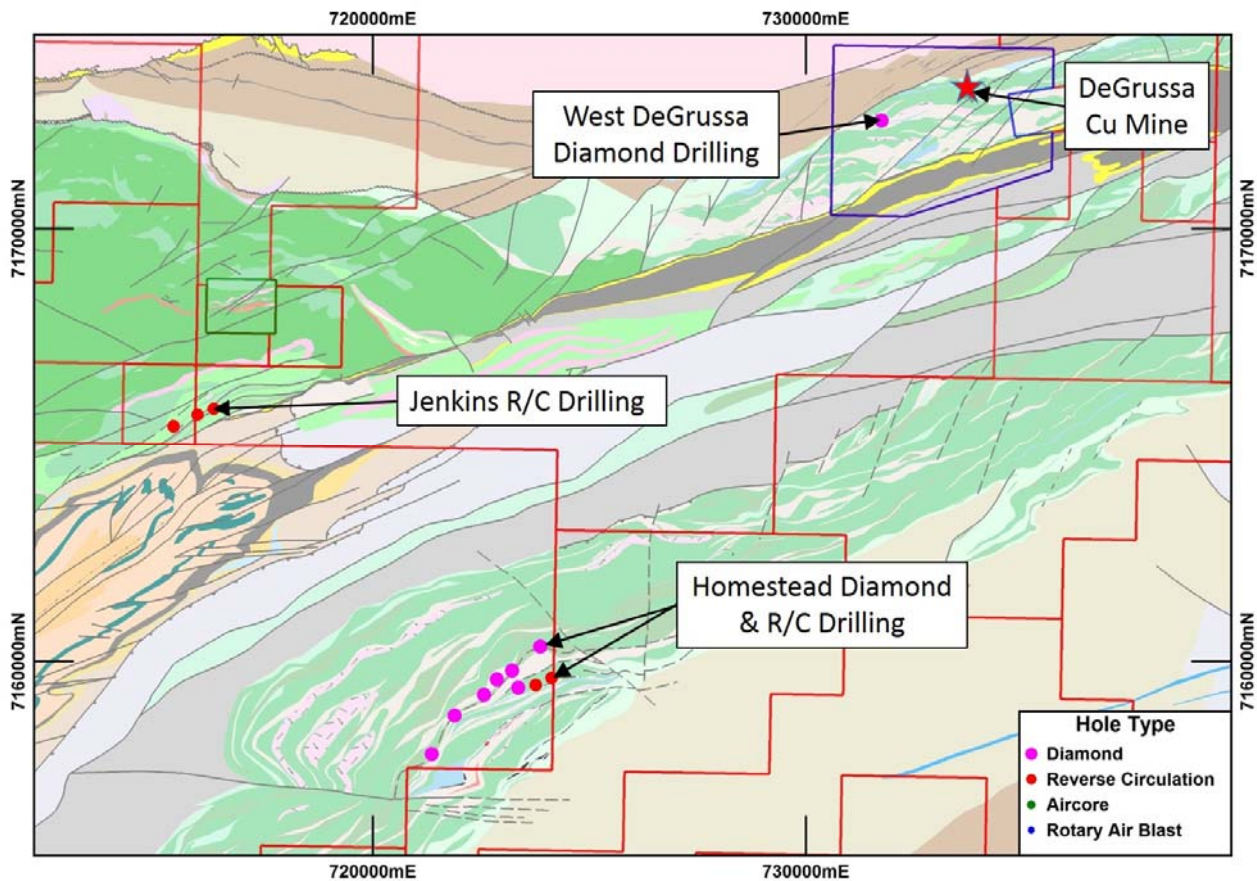 720000mE
730000mE
West DeGrussa
Diamond Drilling
DeGrussa
Cu Mine
7170000mN
7170000mN
Jenkins R/C Drilling
Homestead Diamond
& R/C Drilling
7160000mN
7160000mN
Hole Type
Diamond
Reverse Circulation
Aircore
Rotary Air Blast
720000mE
730000mE